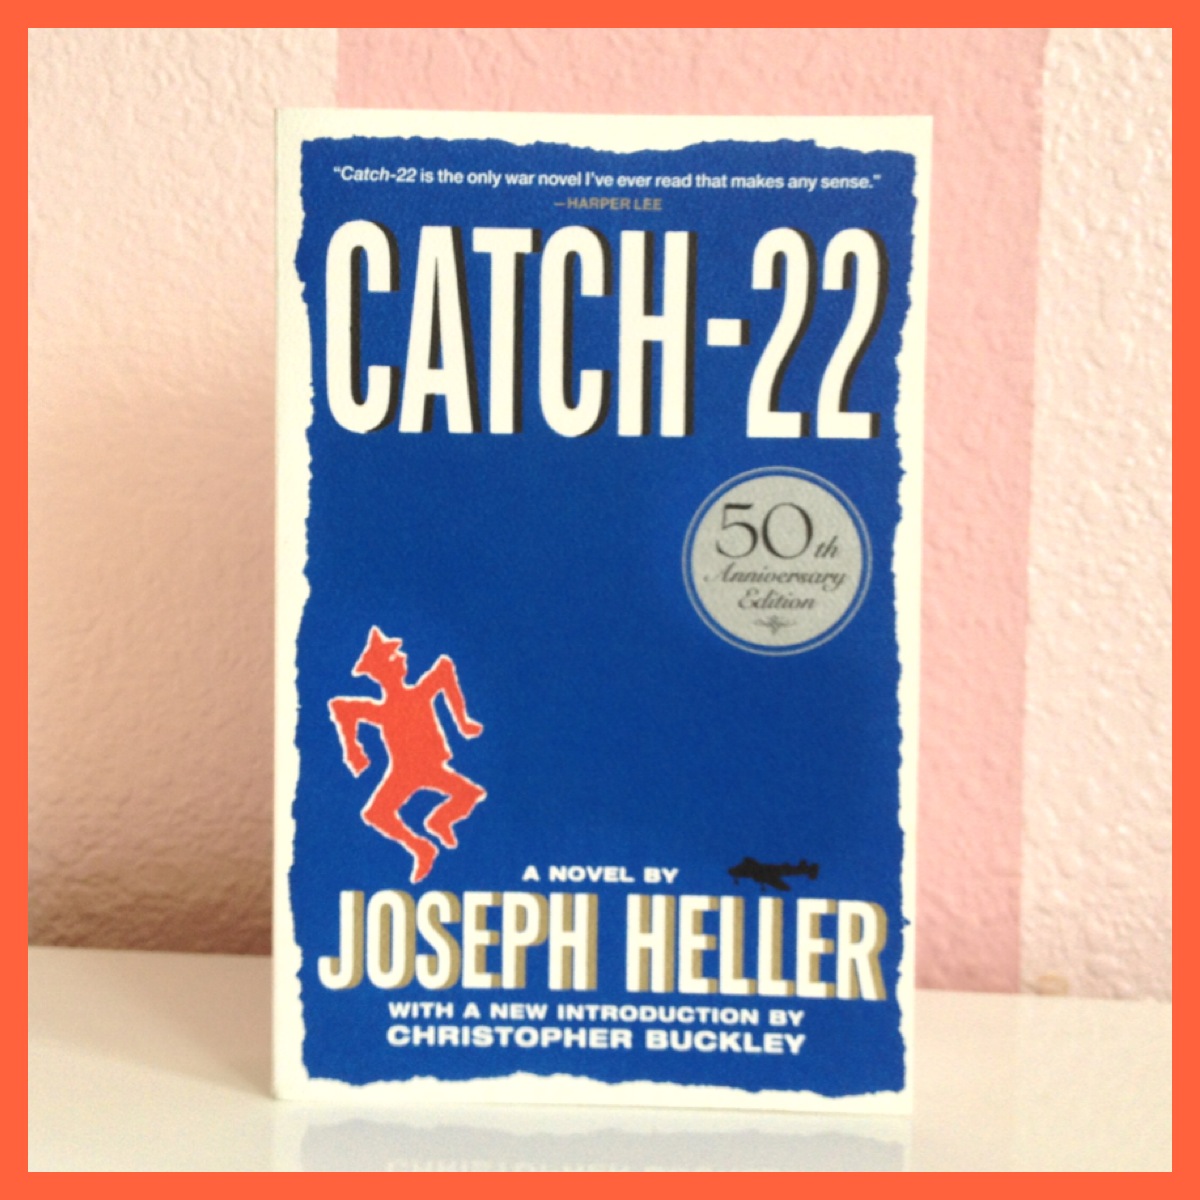 "Catch-22 is the only war novel I've ever read that makes any sense."
—HARPER LEE
CATCH-22
50th
Anniversary
Edition
A NOVEL BY
JOSEPH HELLER
WITH A NEW INTRODUCTION BY
CHRISTOPHER BUCKLEY